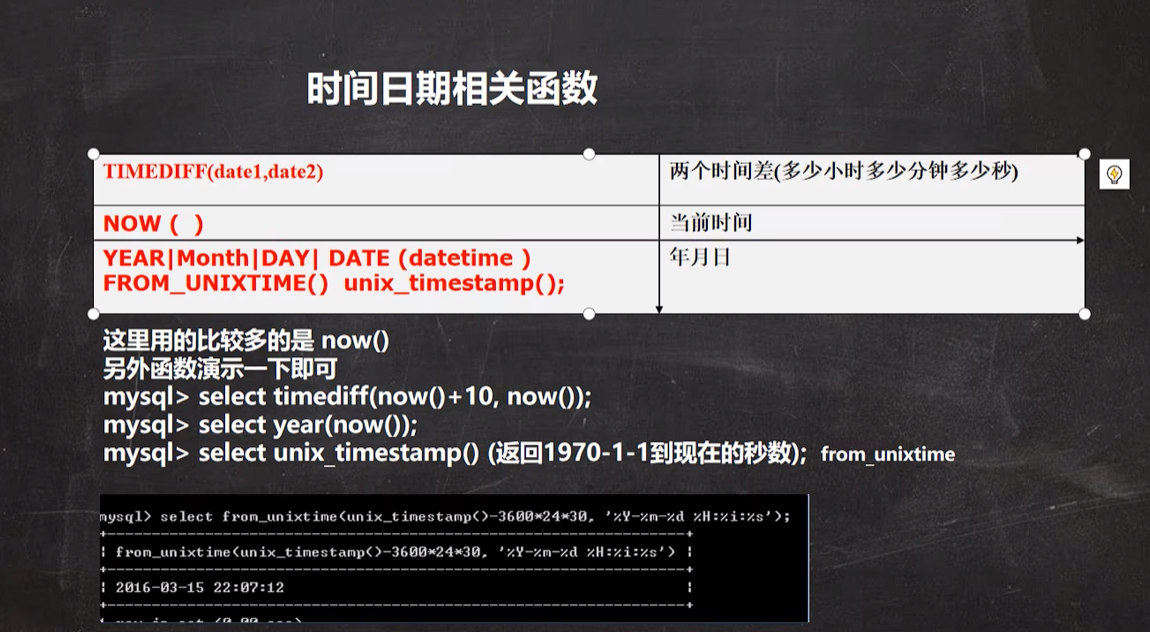 时间日期相关函数
TIMEDIFF(date1,date2)
两个时间差(多少小时多少分钟多少秒)
NOW (  )
当前时间
YEAR|Month|DAY| DATE (datetime )
FROM_UNIXTIME()  unix_timestamp();
年月日
这里用的比较多的是 now()
另外函数演示一下即可
mysql> select timediff(now()+10, now());
mysql> select year(now());
mysql> select unix_timestamp() (返回1970-1-1到现在的秒数);  from_unixtime
mysql> select from_unixtime(unix_timestamp()-3600*24*30, '%Y-%m-%d %H:%i:%s');
| from_unixtime(unix_timestamp()-3600*24*30, '%Y-%m-%d %H:%i:%s') |
| 2016-03-15 22:07:12 |